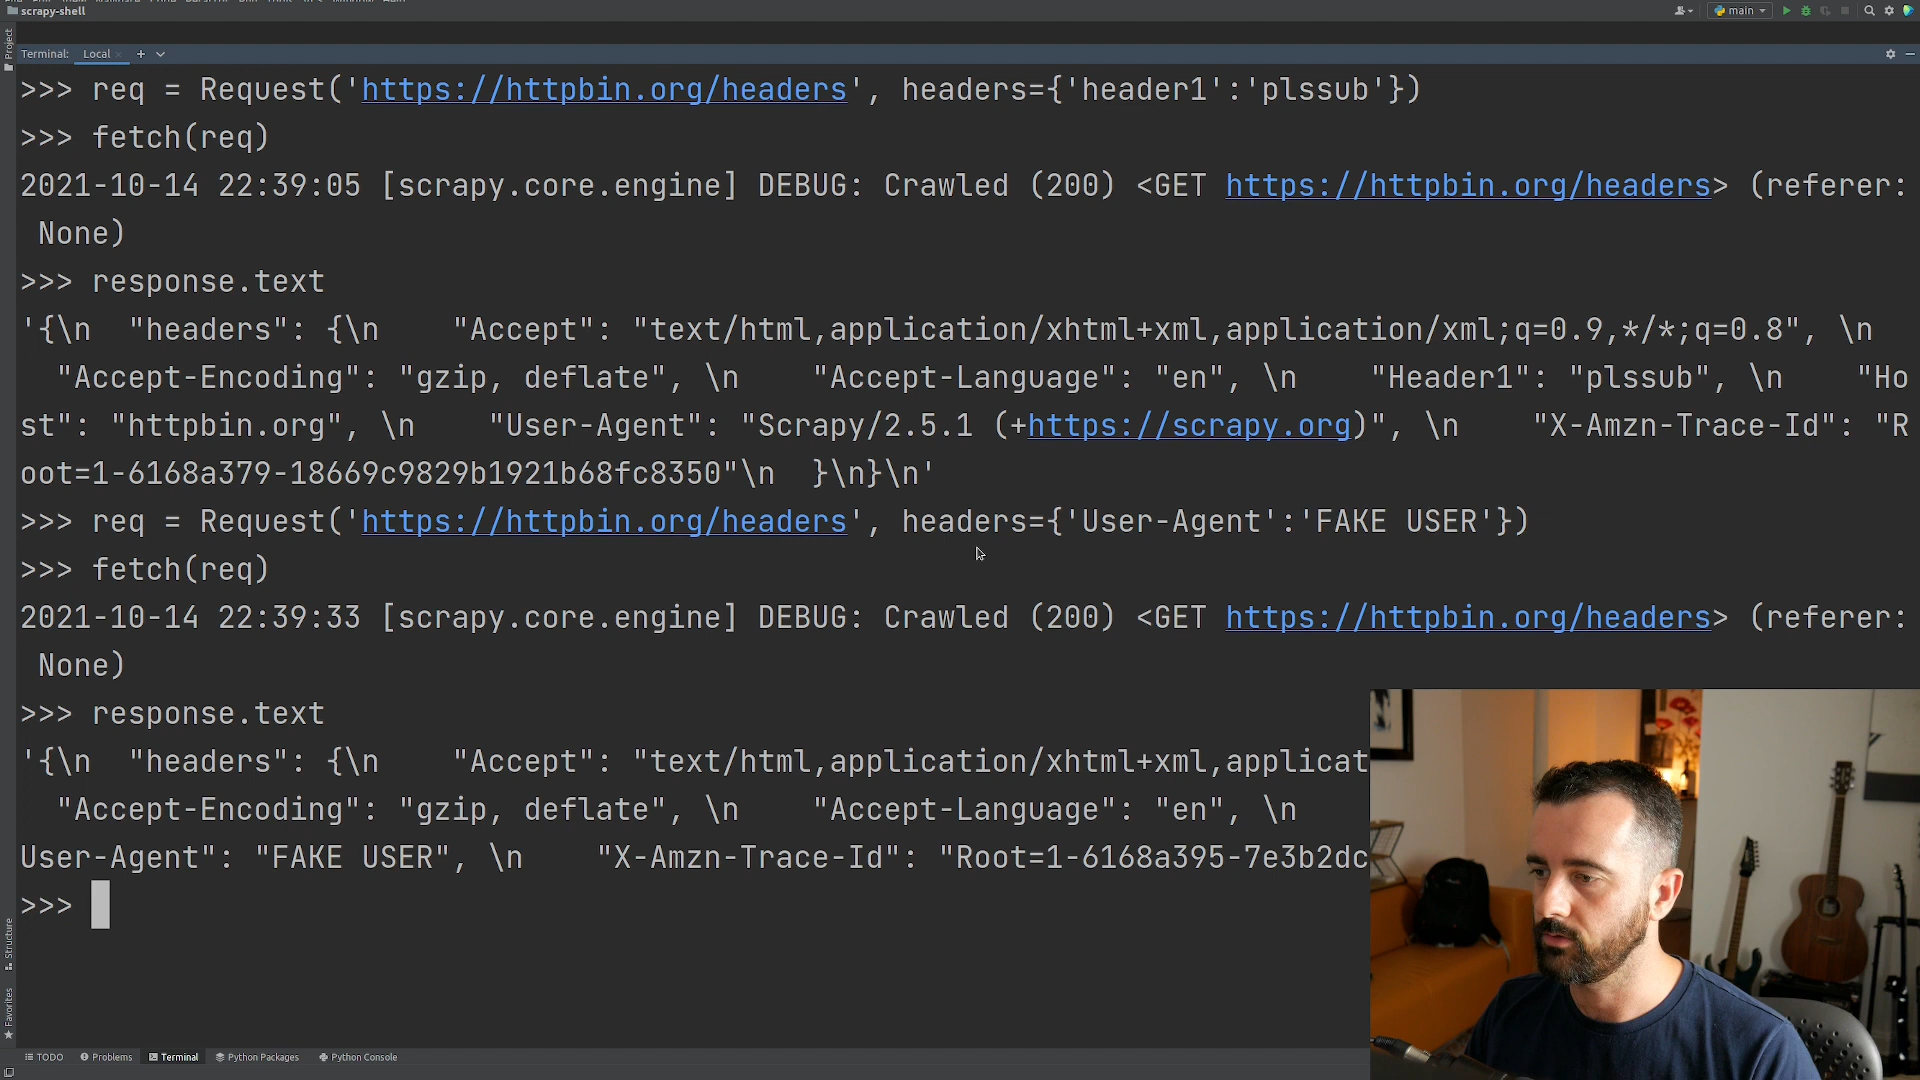 scrapy-shell
main
Project
Terminal:
Local
>>> req = Request('https://httpbin.org/headers', headers={'header1':'plssub'})
>>> fetch(req)
2021-10-14 22:39:05 [scrapy.core.engine] DEBUG: Crawled (200) <GET https://httpbin.org/headers> (referer:
None)
>>> response.text
'{\n  "headers": {\n    "Accept": "text/html,application/xhtml+xml,application/xml;q=0.9,*/*;q=0.8", \n
"Accept-Encoding": "gzip, deflate", \n    "Accept-Language": "en", \n    "Header1": "plssub", \n    "Ho
st": "httpbin.org", \n    "User-Agent": "Scrapy/2.5.1 (+https://scrapy.org)", \n    "X-Amzn-Trace-Id": "R
oot=1-6168a379-18669c9829b1921b68fc8350"\n  }\n}\n'
>>> req = Request('https://httpbin.org/headers', headers={'User-Agent':'FAKE USER'})
>>> fetch(req)
2021-10-14 22:39:33 [scrapy.core.engine] DEBUG: Crawled (200) <GET https://httpbin.org/headers> (referer:
None)
>>> response.text
'{\n  "headers": {\n    "Accept": "text/html,application/xhtml+xml,applicat
"Accept-Encoding": "gzip, deflate", \n    "Accept-Language": "en", \n
User-Agent": "FAKE USER", \n    "X-Amzn-Trace-Id": "Root=1-6168a395-7e3b2dc
>>>
Structure
Favorites
TODO
Problems
Terminal
Python Packages
Python Console